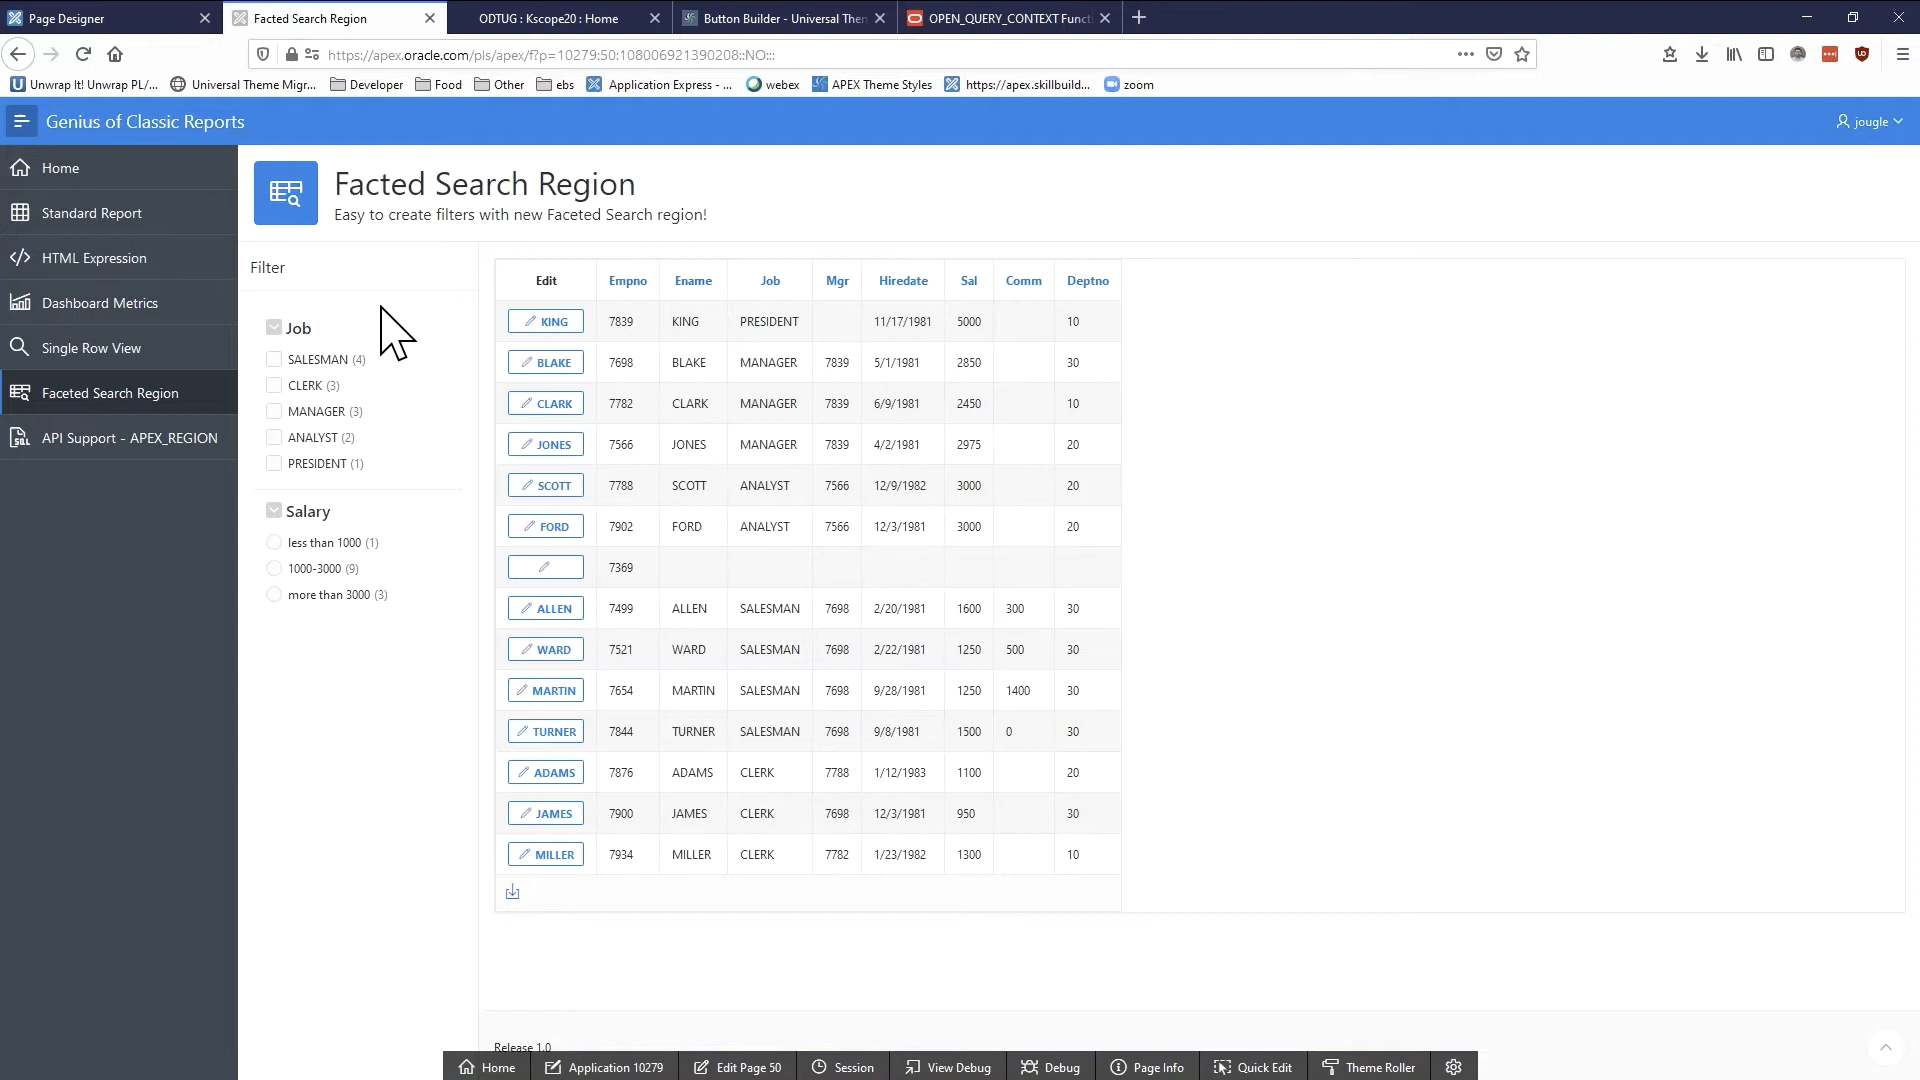 Page Designer
Facted Search Region
ODTUG : Kscope20 : Home
Button Builder - Universal Then
OPEN_QUERY_CONTEXT Functi
https://apex.oracle.com/pls/apex/f?p=10279:50:108006921390208::NO:::
Unwrap It! Unwrap PL/...
Universal Theme Migr...
Developer
Food
Other
ebs
Application Express - ...
webex
APEX Theme Styles
https://apex.skillbuild...
zoom
Genius of Classic Reports
jougle
Home
Standard Report
HTML Expression
Dashboard Metrics
Single Row View
Faceted Search Region
API Support - APEX_REGION
Facted Search Region
Easy to create filters with new Faceted Search region!
Filter
Job
SALESMAN (4)
CLERK (3)
MANAGER (3)
ANALYST (2)
PRESIDENT (1)
Salary
less than 1000 (1)
1000-3000 (9)
more than 3000 (3)
Edit Empno Ename Job Mgr Hiredate Sal Comm Deptno
KING 7839 KING PRESIDENT 11/17/1981 5000 10
BLAKE 7698 BLAKE MANAGER 7839 5/1/1981 2850 30
CLARK 7782 CLARK MANAGER 7839 6/9/1981 2450 10
JONES 7566 JONES MANAGER 7839 4/2/1981 2975 20
SCOTT 7788 SCOTT ANALYST 7566 12/9/1982 3000 20
FORD 7902 FORD ANALYST 7566 12/3/1981 3000 20
7369
ALLEN 7499 ALLEN SALESMAN 7698 2/20/1981 1600 300 30
WARD 7521 WARD SALESMAN 7698 2/22/1981 1250 500 30
MARTIN 7654 MARTIN SALESMAN 7698 9/28/1981 1250 1400 30
TURNER 7844 TURNER SALESMAN 7698 9/8/1981 1500 0 30
ADAMS 7876 ADAMS CLERK 7788 1/12/1983 1100 20
JAMES 7900 JAMES CLERK 7698 12/3/1981 950 30
MILLER 7934 MILLER CLERK 7782 1/23/1982 1300 10
Release 1.0
Home
Application 10279
Edit Page 50
Session
View Debug
Debug
Page Info
Quick Edit
Theme Roller